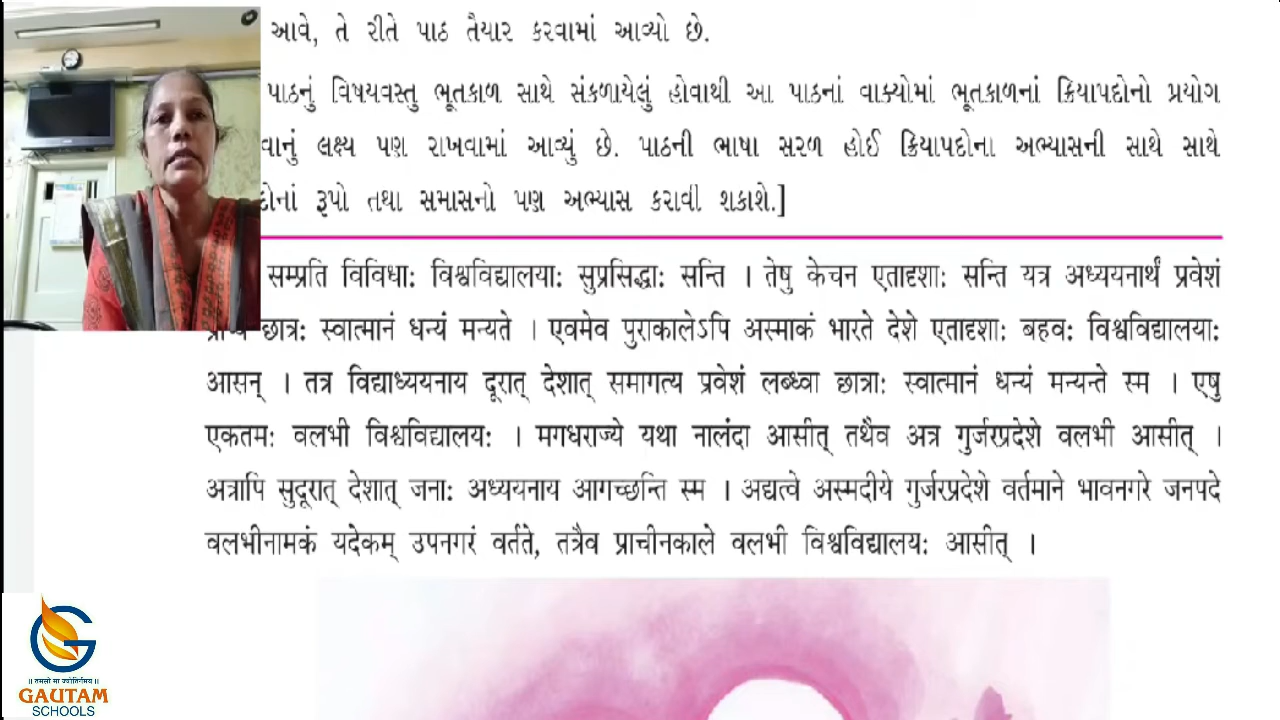 આવે, તે રીતે પાઠ તૈયાર કરવામાં આવ્યો છે.
પાઠનું વિષયવસ્તુ ભૂતકાળ સાથે સંકળાયેલું હોવાથી આ પાઠનાં વાક્યોમાં ભૂતકાળનાં ક્રિયાપદોનો પ્રયોગ
વાનું લક્ષ્ય પણ રાખવામાં આવ્યું છે. પાઠની ભાષા સરળ હોઈ ક્રિયાપદોના અભ્યાસની સાથે સાથે
દોનાં રૂપો તથા સમાસનો પણ અભ્યાસ કરાવી શકાશે.]
सम्प्रति विविधाः विश्वविद्यालयाः सुप्रसिद्धाः सन्ति । तेषु केचन एतादृशाः सन्ति यत्र अध्ययनार्थं प्रवेशं
छात्रः स्वात्मानं धन्यं मन्यते । एवमेव पुराकालेऽपि अस्माकं भारते देशे एतादृशाः बहवः विश्वविद्यालयाः
आसन् । तत्र विद्याध्ययनाय दूरात् देशात् समागत्य प्रवेशं लब्ध्वा छात्राः स्वात्मानं धन्यं मन्यन्ते स्म । एषु
एकतमः वलभी विश्वविद्यालयः । मगधराज्ये यथा नालंदा आसीत् तथैव अत्र गुर्जरप्रदेशे वलभी आसीत् ।
अत्रापि सुदूरात् देशात् जनाः अध्ययनाय आगच्छन्ति स्म । अद्यत्वे अस्मदीये गुर्जरप्रदेशे वर्तमाने भावनगरे जनपदे
वलभीनामकं यदेकम् उपनगरं वर्तते, तत्रैव प्राचीनकाले वलभी विश्वविद्यालयः आसीत् ।
॥ तमसो मा ज्योतिर्गमय ॥
GAUTAM
SCHOOLS